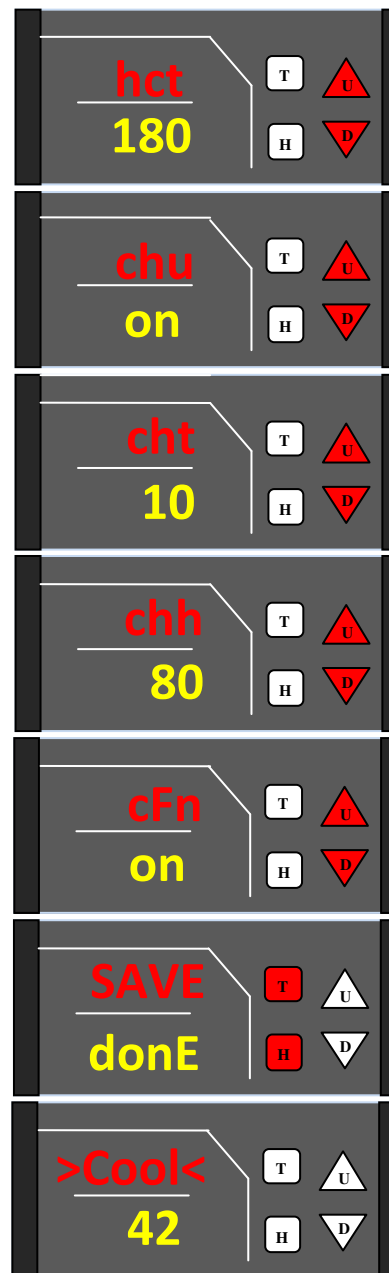 hct
T U
180
H D
chu
T U
on
H D
cht
T U
10
H D
chh
T U
80
H D
cFn
T U
on
H D
SAVE
T U
donE
H D
>Cool<
T U
42
H D